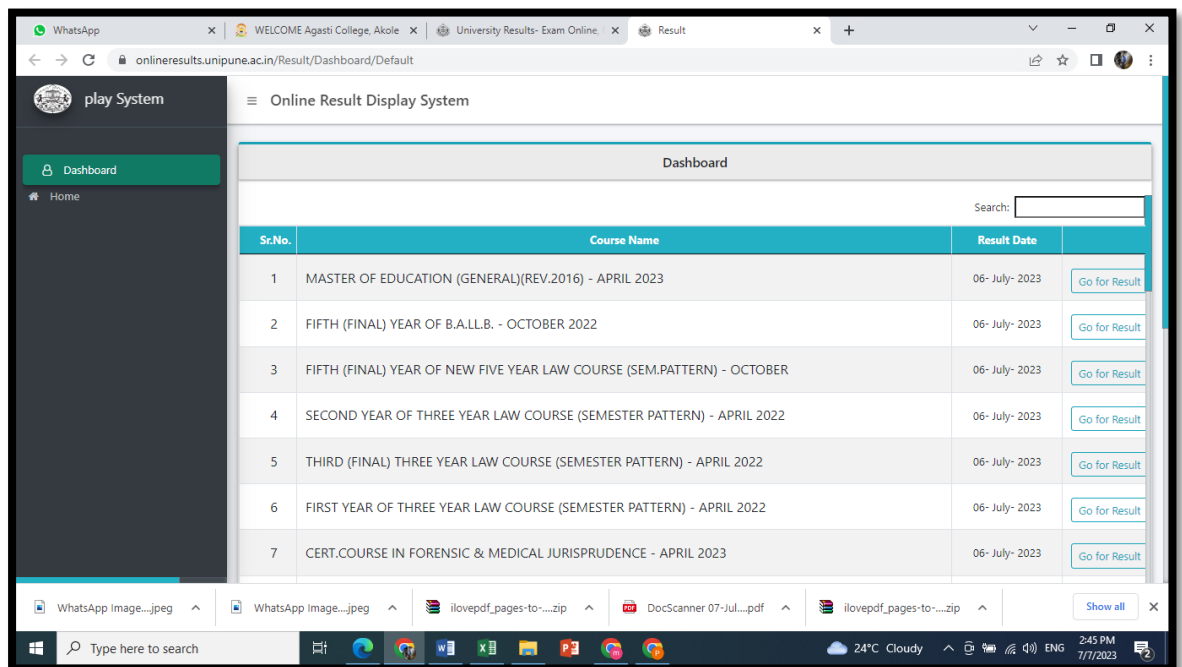 WhatsApp
WELCOME Agasti College, Akole
University Results- Exam Online,
Result
onlineresults.unipune.ac.in/Result/Dashboard/Default
play System
Online Result Display System
Dashboard
Home
Dashboard
Search:
Sr.No. Course Name Result Date
1 MASTER OF EDUCATION (GENERAL)(REV.2016) - APRIL 2023 06- July- 2023 Go for Result
2 FIFTH (FINAL) YEAR OF B.A.LL.B. - OCTOBER 2022 06- July- 2023 Go for Result
3 FIFTH (FINAL) YEAR OF NEW FIVE YEAR LAW COURSE (SEM.PATTERN) - OCTOBER 06- July- 2023 Go for Result
4 SECOND YEAR OF THREE YEAR LAW COURSE (SEMESTER PATTERN) - APRIL 2022 06- July- 2023 Go for Result
5 THIRD (FINAL) THREE YEAR LAW COURSE (SEMESTER PATTERN) - APRIL 2022 06- July- 2023 Go for Result
6 FIRST YEAR OF THREE YEAR LAW COURSE (SEMESTER PATTERN) - APRIL 2022 06- July- 2023 Go for Result
7 CERT.COURSE IN FORENSIC & MEDICAL JURISPRUDENCE - APRIL 2023 06- July- 2023 Go for Result
WhatsApp Image....jpeg
WhatsApp Image....jpeg
ilovepdf_pages-to-....zip
DocScanner 07-Jul....pdf
ilovepdf_pages-to-....zip
Show all
Type here to search
24°C Cloudy
ENG
2:45 PM
7/7/2023
2